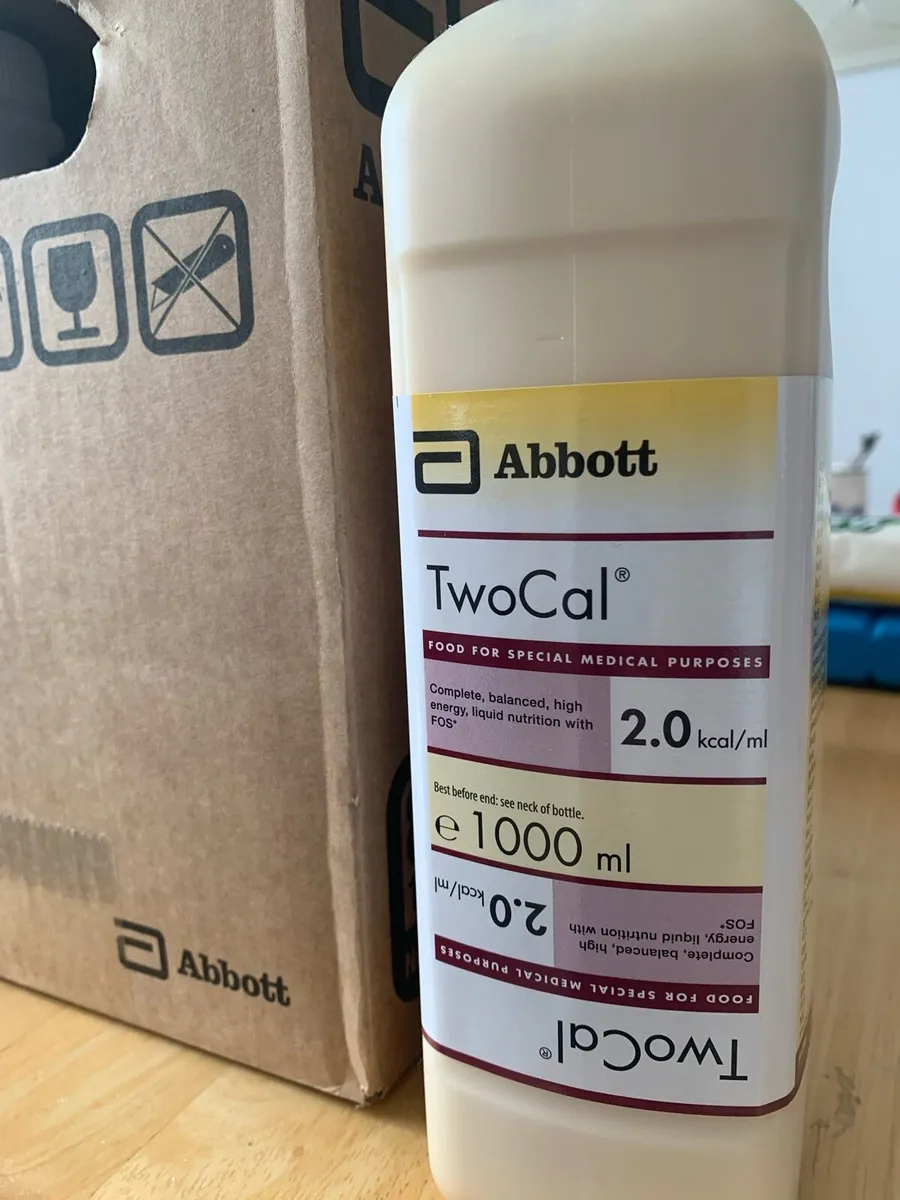 Abbott
TwoCal®
FOOD FOR SPECIAL MEDICAL PURPOSES
Complete, balanced, high
energy, liquid nutrition with
FOS*
2.0 kcal/ml
Best before end: see neck of bottle.
e 1000 ml
2.0 kcal/ml
Complete, balanced, high
energy, liquid nutrition with
FOS*
FOOD FOR SPECIAL MEDICAL PURPOSES
TwoCal®
A
Abbott